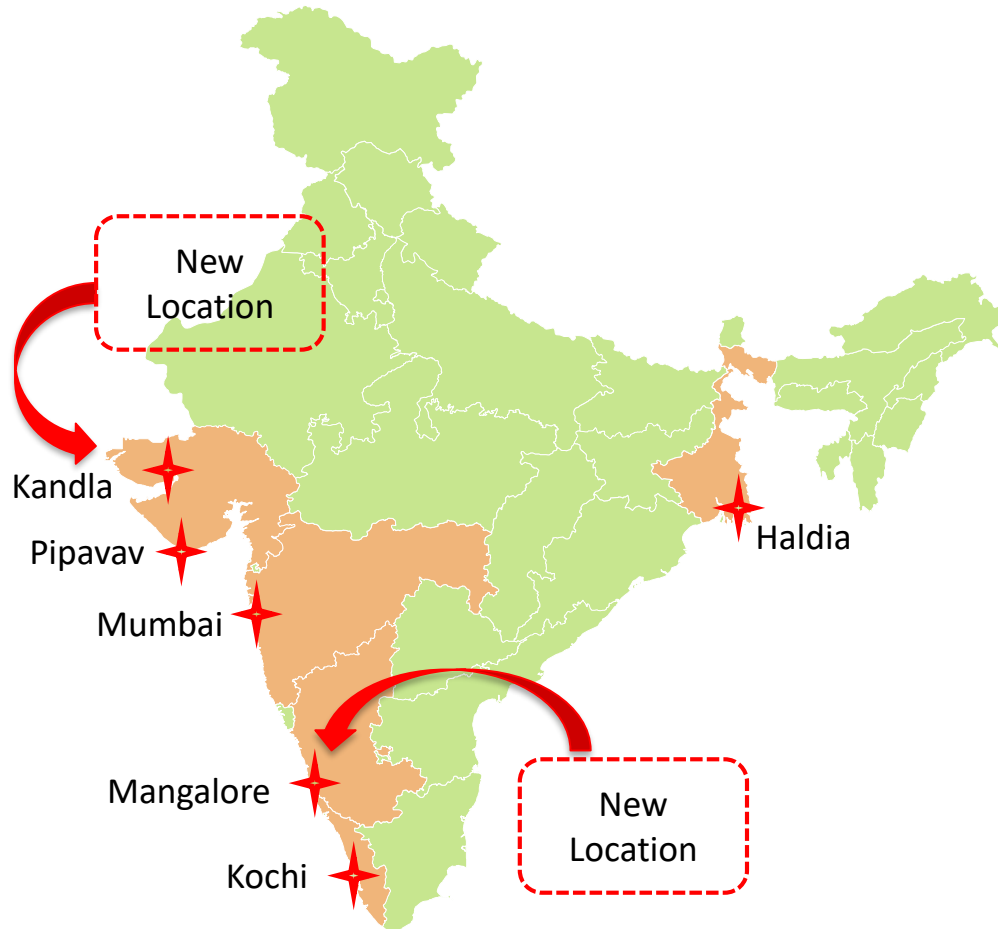 New
Location
Kandla
Pipavav
Haldia
Mumbai
Mangalore
New
Location
Kochi